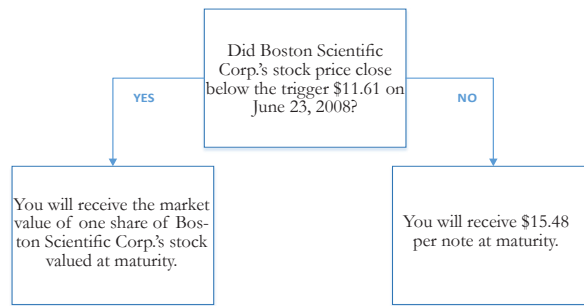 Did Boston Scientific
Corp.'s stock price close
below the trigger $11.61 on
June 23, 2008?
YES
NO
You will receive the market
value of one share of Bos-
ton Scientific Corp.'s stock
valued at maturity.
You will receive $15.48
per note at maturity.